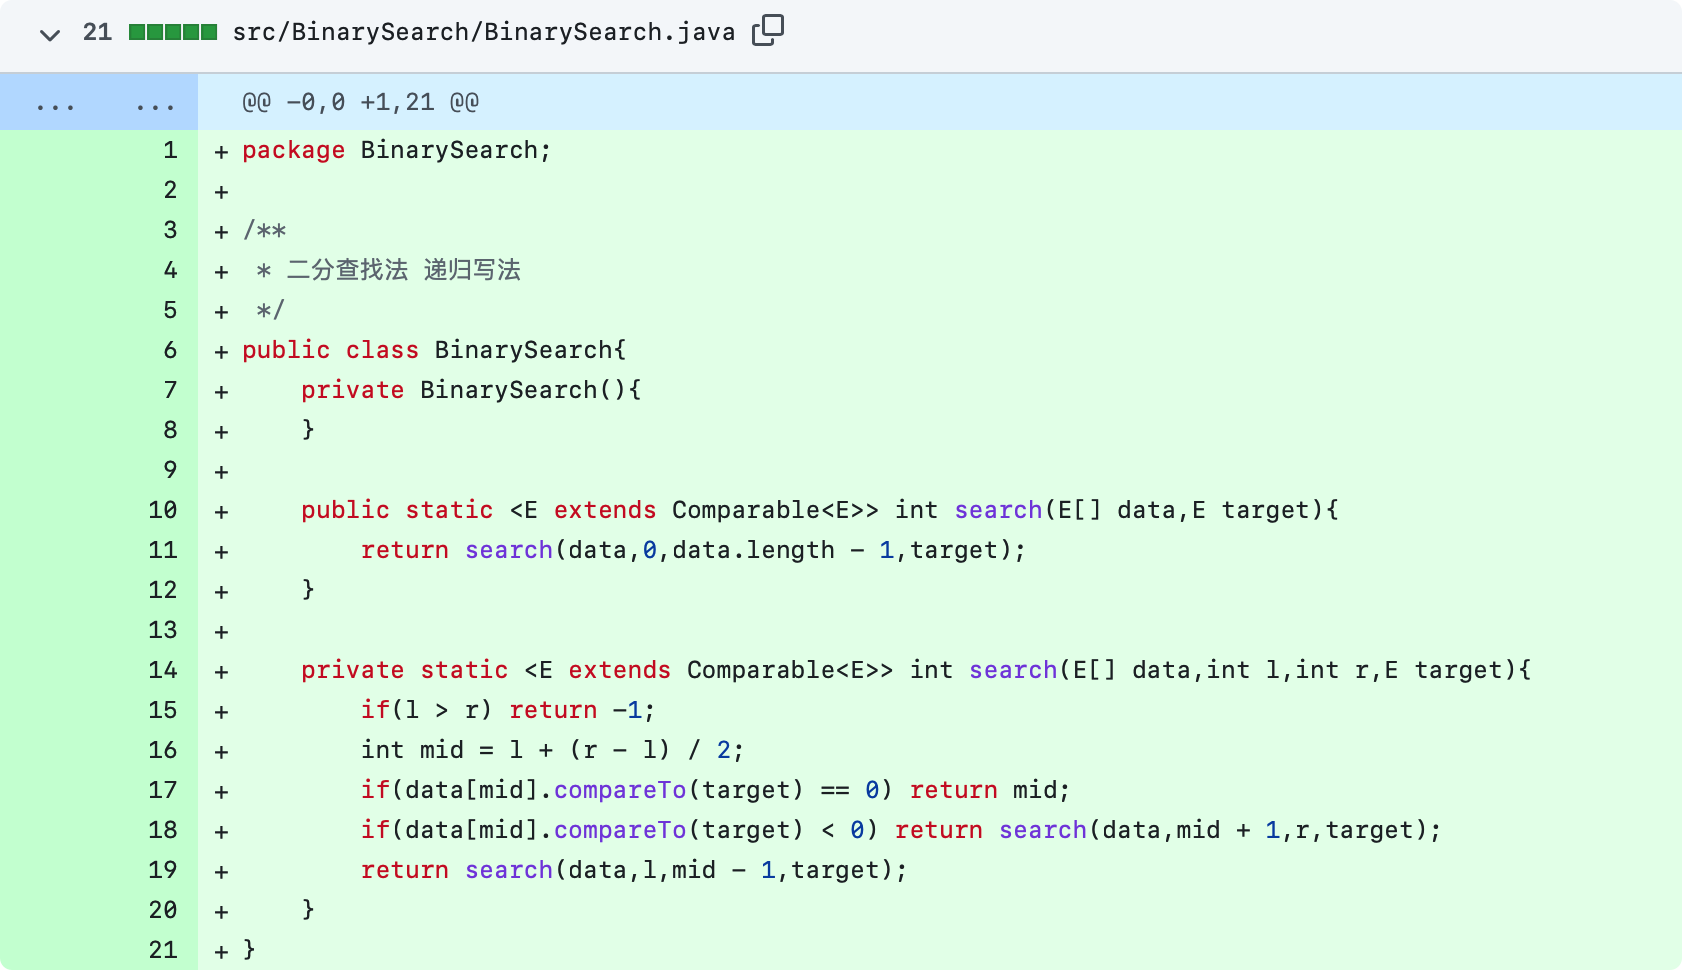 21 src/BinarySearch/BinarySearch.java
... ... @@ -0,0 +1,21 @@
1 + package BinarySearch;
2 +
3 + /**
4 +  * 二分查找法 递归写法
5 +  */
6 + public class BinarySearch{
7 +     private BinarySearch(){
8 +     }
9 +
10 +     public static <E extends Comparable<E>> int search(E[] data,E target){
11 +         return search(data,0,data.length - 1,target);
12 +     }
13 +
14 +     private static <E extends Comparable<E>> int search(E[] data,int l,int r,E target){
15 +         if(l > r) return -1;
16 +         int mid = l + (r - l) / 2;
17 +         if(data[mid].compareTo(target) == 0) return mid;
18 +         if(data[mid].compareTo(target) < 0) return search(data,mid + 1,r,target);
19 +         return search(data,l,mid - 1,target);
20 +     }
21 + }